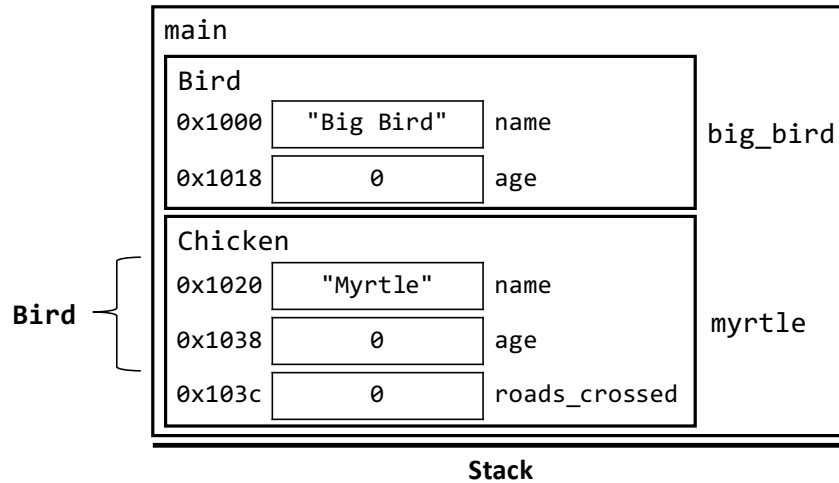 main
Bird
0x1000 "Big Bird" name
big_bird
0x1018 0 age
Chicken
0x1020 "Myrtle" name
Bird
myrtle
0x1038 0 age
0x103c 0 roads_crossed
Stack